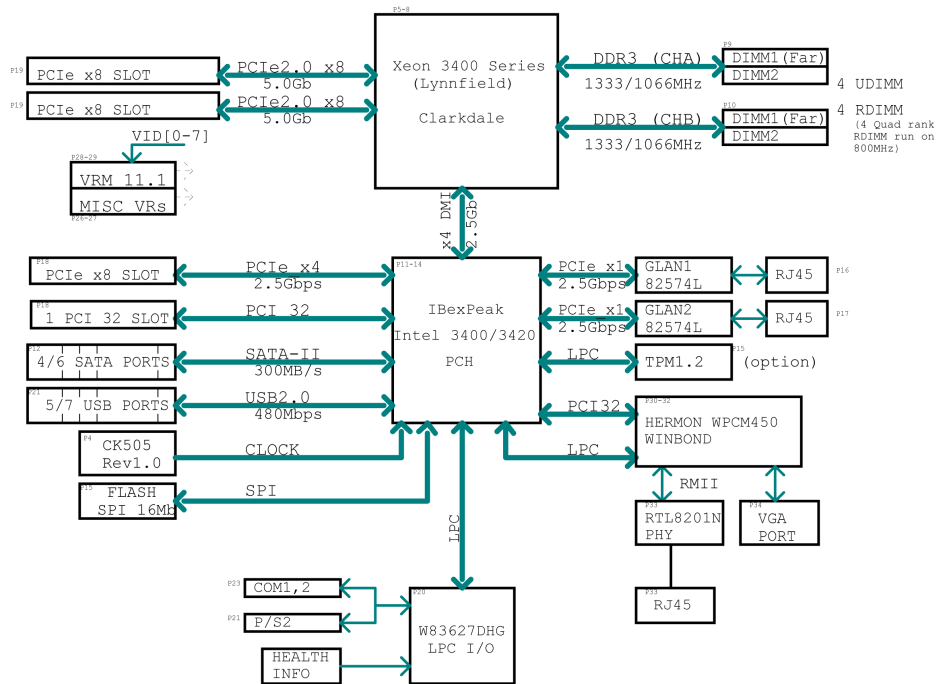 P5-8
Xeon 3400 Series
(Lynnfield)
Clarkdale
P19
PCIe x8 SLOT
PCIe2.0 x8
5.0Gb
P19
PCIe x8 SLOT
PCIe2.0 x8
5.0Gb
DDR3 (CHA)
1333/1066MHz
P9
DIMM1(Far)
DIMM2
4 UDIMM
DDR3 (CHB)
1333/1066MHz
P10
DIMM1(Far)
DIMM2
4 RDIMM
(4 Quad rank
RDIMM run on
800MHz)
VID[0-7]
P28-29
VRM 11.1
MISC VRs
P26-27
x4 DMI
2.5Gb
P18
PCIe x8 SLOT
PCIe x4
2.5Gbps
P18
1 PCI 32 SLOT
PCI 32
P12
4/6 SATA PORTS
SATA-II
300MB/s
P21
5/7 USB PORTS
USB2.0
480Mbps
P4
CK505
Rev1.0
CLOCK
P15
FLASH
SPI 16Mb
SPI
P11-14
IBexPeak
Intel 3400/3420
PCH
PCIe x1
2.5Gbps
GLAN1
82574L
RJ45
P16
PCIe x1
2.5Gbps
GLAN2
82574L
RJ45
P17
LPC
P15
TPM1.2
(option)
PCI32
LPC
P30-32
HERMON WPCM450
WINBOND
RMII
P33
RTL8201N
PHY
P34
VGA
PORT
P33
RJ45
LPC
P23
COM1,2
P21
P/S2
HEALTH
INFO
P20
W83627DHG
LPC I/O